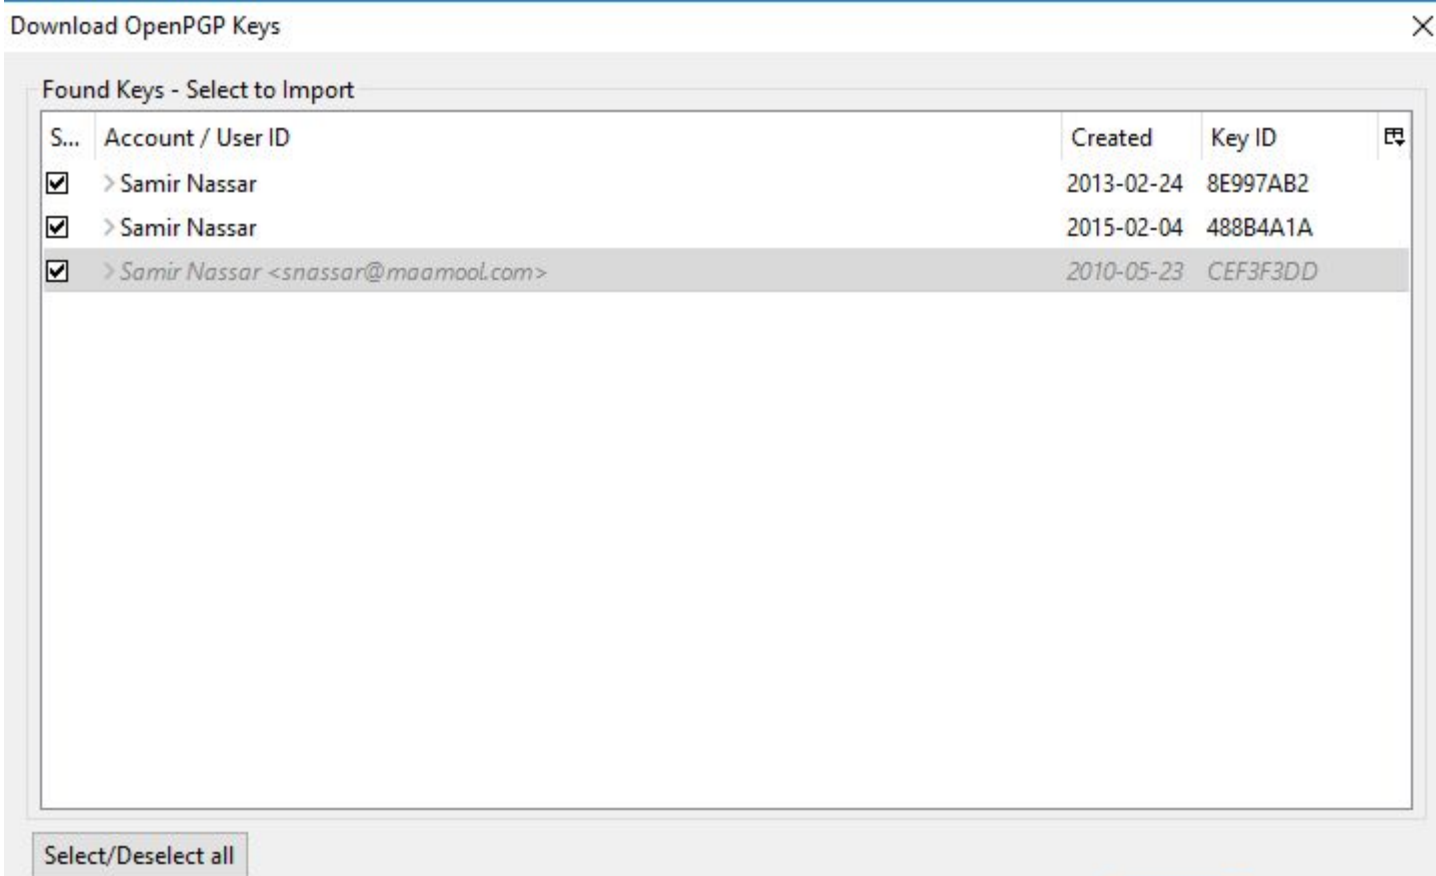 Download OpenPGP Keys
Found Keys - Select to Import
S... Account / User ID Created Key ID
Samir Nassar 2013-02-24 8E997AB2
Samir Nassar 2015-02-04 488B4A1A
Samir Nassar <snassar@maamool.com> 2010-05-23 CEF3F3DD
Select/Deselect all